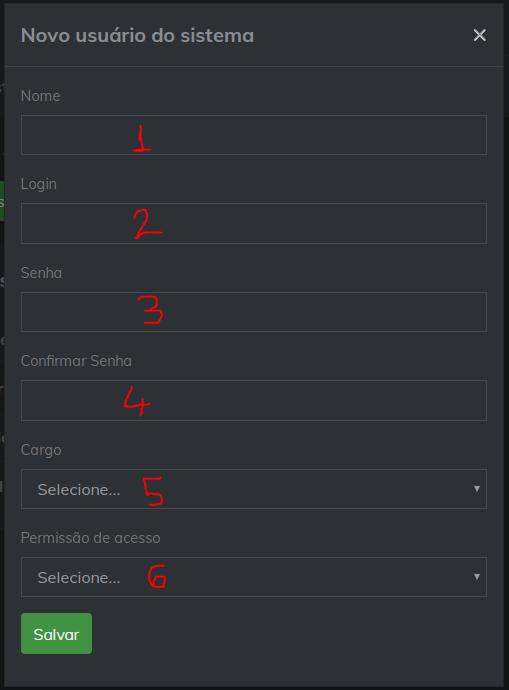 Novo usuário do sistema ×
Nome
1
Login
2
Senha
3
Confirmar Senha
4
Cargo
Selecione... 5
Permissão de acesso
Selecione... 6
Salvar